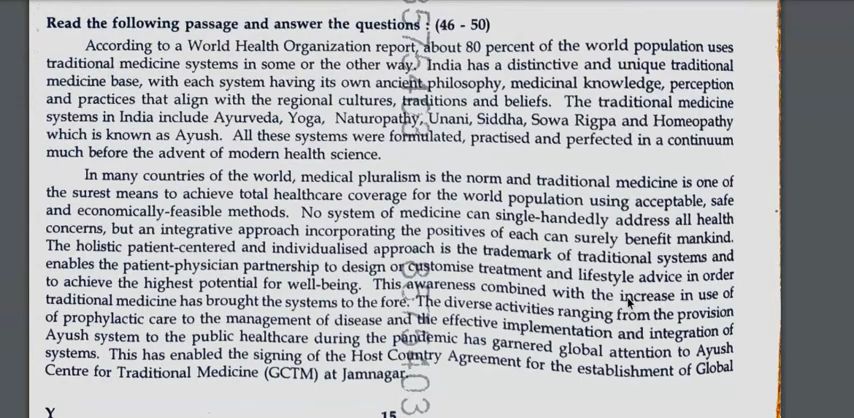 Read the following passage and answer the questions : (46 - 50)
According to a World Health Organization report, about 80 percent of the world population uses
traditional medicine systems in some or the other way. India has a distinctive and unique traditional
medicine base, with each system having its own ancient philosophy, medicinal knowledge, perception
and practices that align with the regional cultures, traditions and beliefs. The traditional medicine
systems in India include Ayurveda, Yoga, Naturopathy, Unani, Siddha, Sowa Rigpa and Homeopathy
which is known as Ayush. All these systems were formulated, practised and perfected in a continuum
much before the advent of modern health science.
In many countries of the world, medical pluralism is the norm and traditional medicine is one of
the surest means to achieve total healthcare coverage for the world population using acceptable, safe
and economically-feasible methods. No system of medicine can single-handedly address all health
concerns, but an integrative approach incorporating the positives of each can surely benefit mankind.
The holistic patient-centered and individualised approach is the trademark of traditional systems and
enables the patient-physician partnership to design or customise treatment and lifestyle advice in order
to achieve the highest potential for well-being. This awareness combined with the increase in use of
traditional medicine has brought the systems to the fore. The diverse activities ranging from the provision
of prophylactic care to the management of disease and the effective implementation and integration of
Ayush system to the public healthcare during the pandemic has garnered global attention to Ayush
systems. This has enabled the signing of the Host Country Agreement for the establishment of Global
Centre for Traditional Medicine (GCTM) at Jamnagar.
Y 15